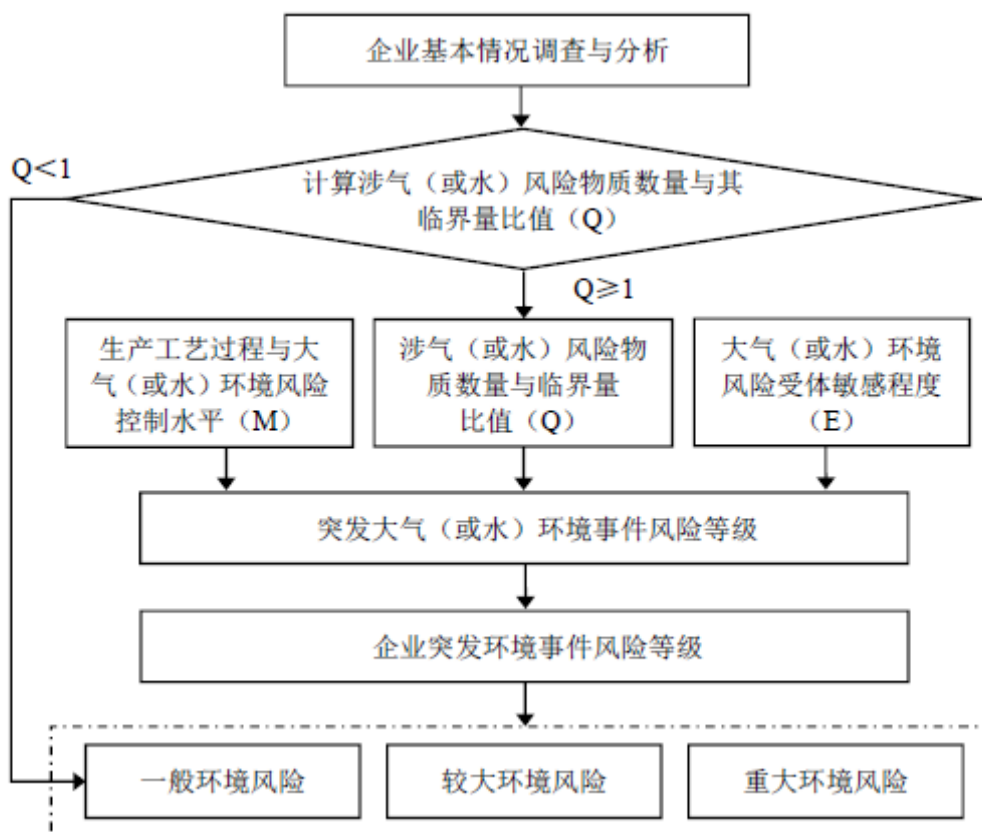 企业基本情况调查与分析
Q＜1
计算涉气（或水）风险物质数量与其
临界量比值（Q）
Q≥1
生产工艺过程与大
气（或水）环境风险
控制水平（M）
涉气（或水）风险物
质数量与临界量
比值（Q）
大气（或水）环境
风险受体敏感程度
（E）
突发大气（或水）环境事件风险等级
企业突发环境事件风险等级
一般环境风险
较大环境风险
重大环境风险